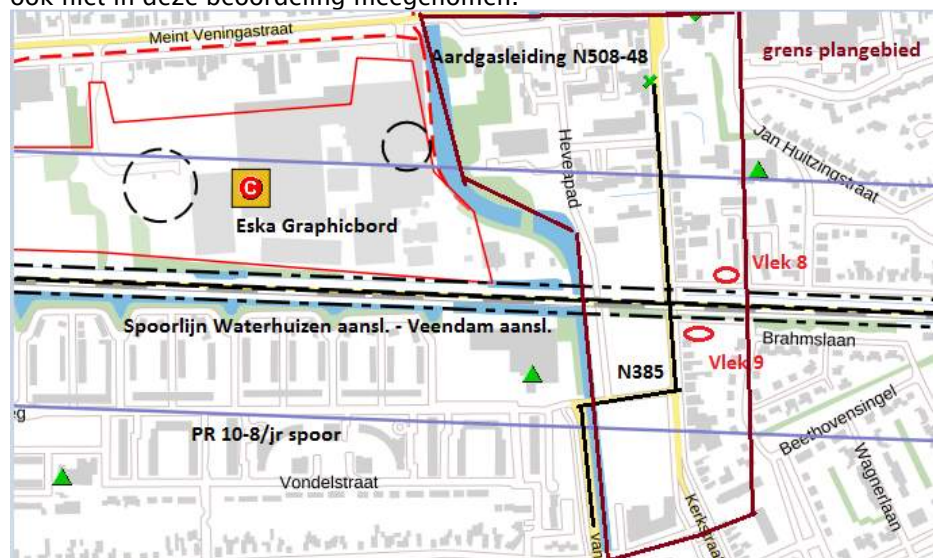 ook niet in deze beoordeling meegenomen.
Meint Veningastraat
Aardgasleiding N508-48
grens plangebied
Heveapad
Jan Huitzingstraat
C
Eska Graphicbord
Vlek 8
Spoorlijn Waterhuizen aansl. - Veendam aansl.
Brahmslaan
N385
Vlek 9
PR 10-8/jr spoor
Beethovensingel
Vondelstraat
Wagnerlaan
Kerkstraat
van